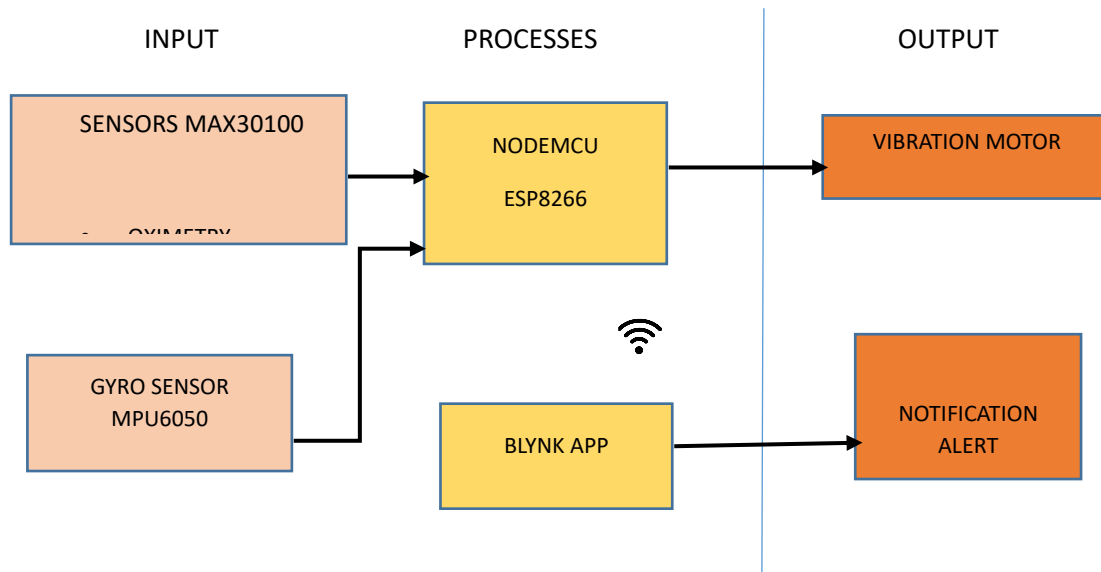 INPUT
PROCESSES
OUTPUT
SENSORS MAX30100
NODEMCU
ESP8266
VIBRATION MOTOR
GYRO SENSOR
MPU6050
BLYNK APP
NOTIFICATION
ALERT